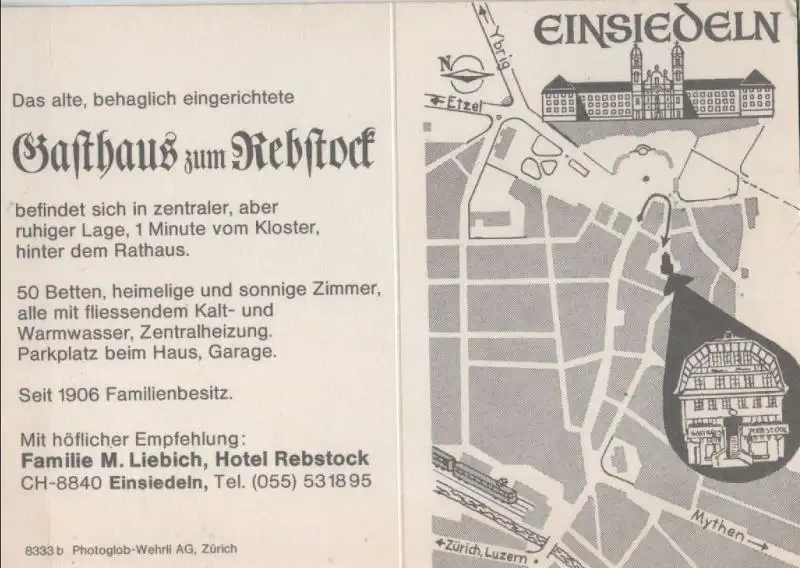 Das alte, behaglich eingerichtete
Gasthaus zum Rebstock
befindet sich in zentraler, aber
ruhiger Lage, 1 Minute vom Kloster,
hinter dem Rathaus.
50 Betten, heimelige und sonnige Zimmer,
alle mit fliessendem Kalt- und
Warmwasser, Zentralheizung.
Parkplatz beim Haus, Garage.
Seit 1906 Familienbesitz.
Mit höflicher Empfehlung:
Familie M. Liebich, Hotel Rebstock
CH-8840 Einsiedeln, Tel. (055) 531895
8333 b Photoglob-Wehrli AG, Zürich
EINSIEDELN
Ybrig
N
Etzel
GASTHAUS REBSTOCK
Mythen
Zürich, Luzern